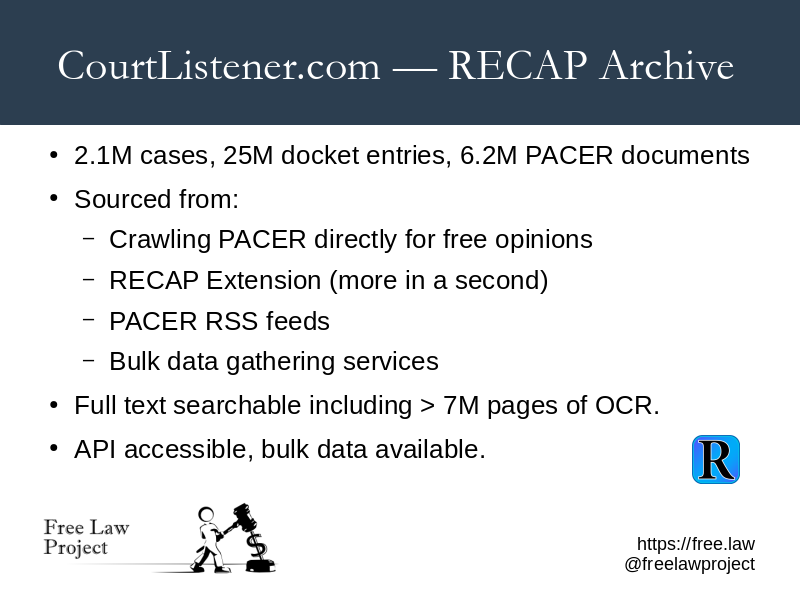 CourtListener.com — RECAP Archive
• 2.1M cases, 25M docket entries, 6.2M PACER documents
• Sourced from:
– Crawling PACER directly for free opinions
– RECAP Extension (more in a second)
– PACER RSS feeds
– Bulk data gathering services
• Full text searchable including > 7M pages of OCR.
• API accessible, bulk data available.
R
Free Law
Project
$
https://free.law
@freelawproject